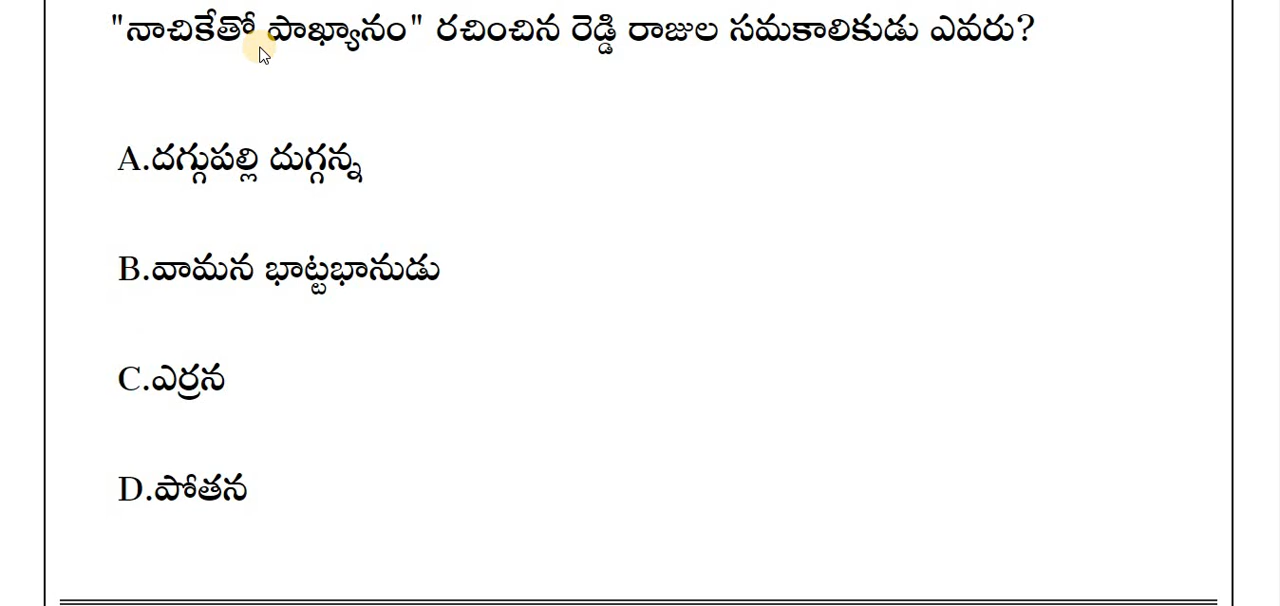 "నాచికేతో పాఖ్యానం" రచించిన రెడ్డి రాజుల సమకాలికుడు ఎవరు?
A.దగ్గుపల్లి దుగ్గన్న
B.వామన భాట్టభానుడు
C.ఎర్రన
D.పోతన